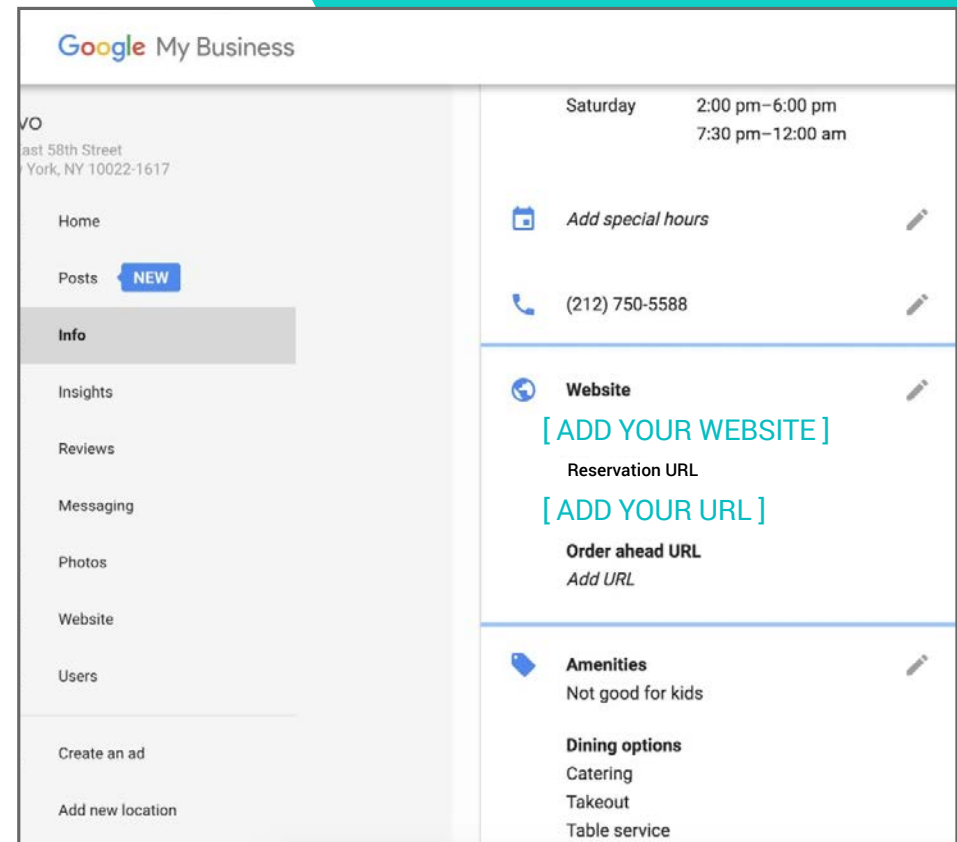 Google My Business
VO
ast 58th Street
York, NY 10022-1617
Home
Posts NEW
Info
Insights
Reviews
Messaging
Photos
Website
Users
Create an ad
Add new location
Saturday 2:00 pm–6:00 pm
7:30 pm–12:00 am
Add special hours
(212) 750-5588
Website
[ ADD YOUR WEBSITE ]
Reservation URL
[ ADD YOUR URL ]
Order ahead URL
Add URL
Amenities
Not good for kids
Dining options
Catering
Takeout
Table service